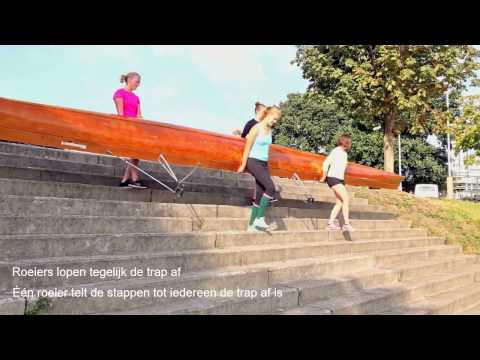 Roeiers lopen tegelijk de trap af
Één roeier telt de stappen tot iedereen de trap af is